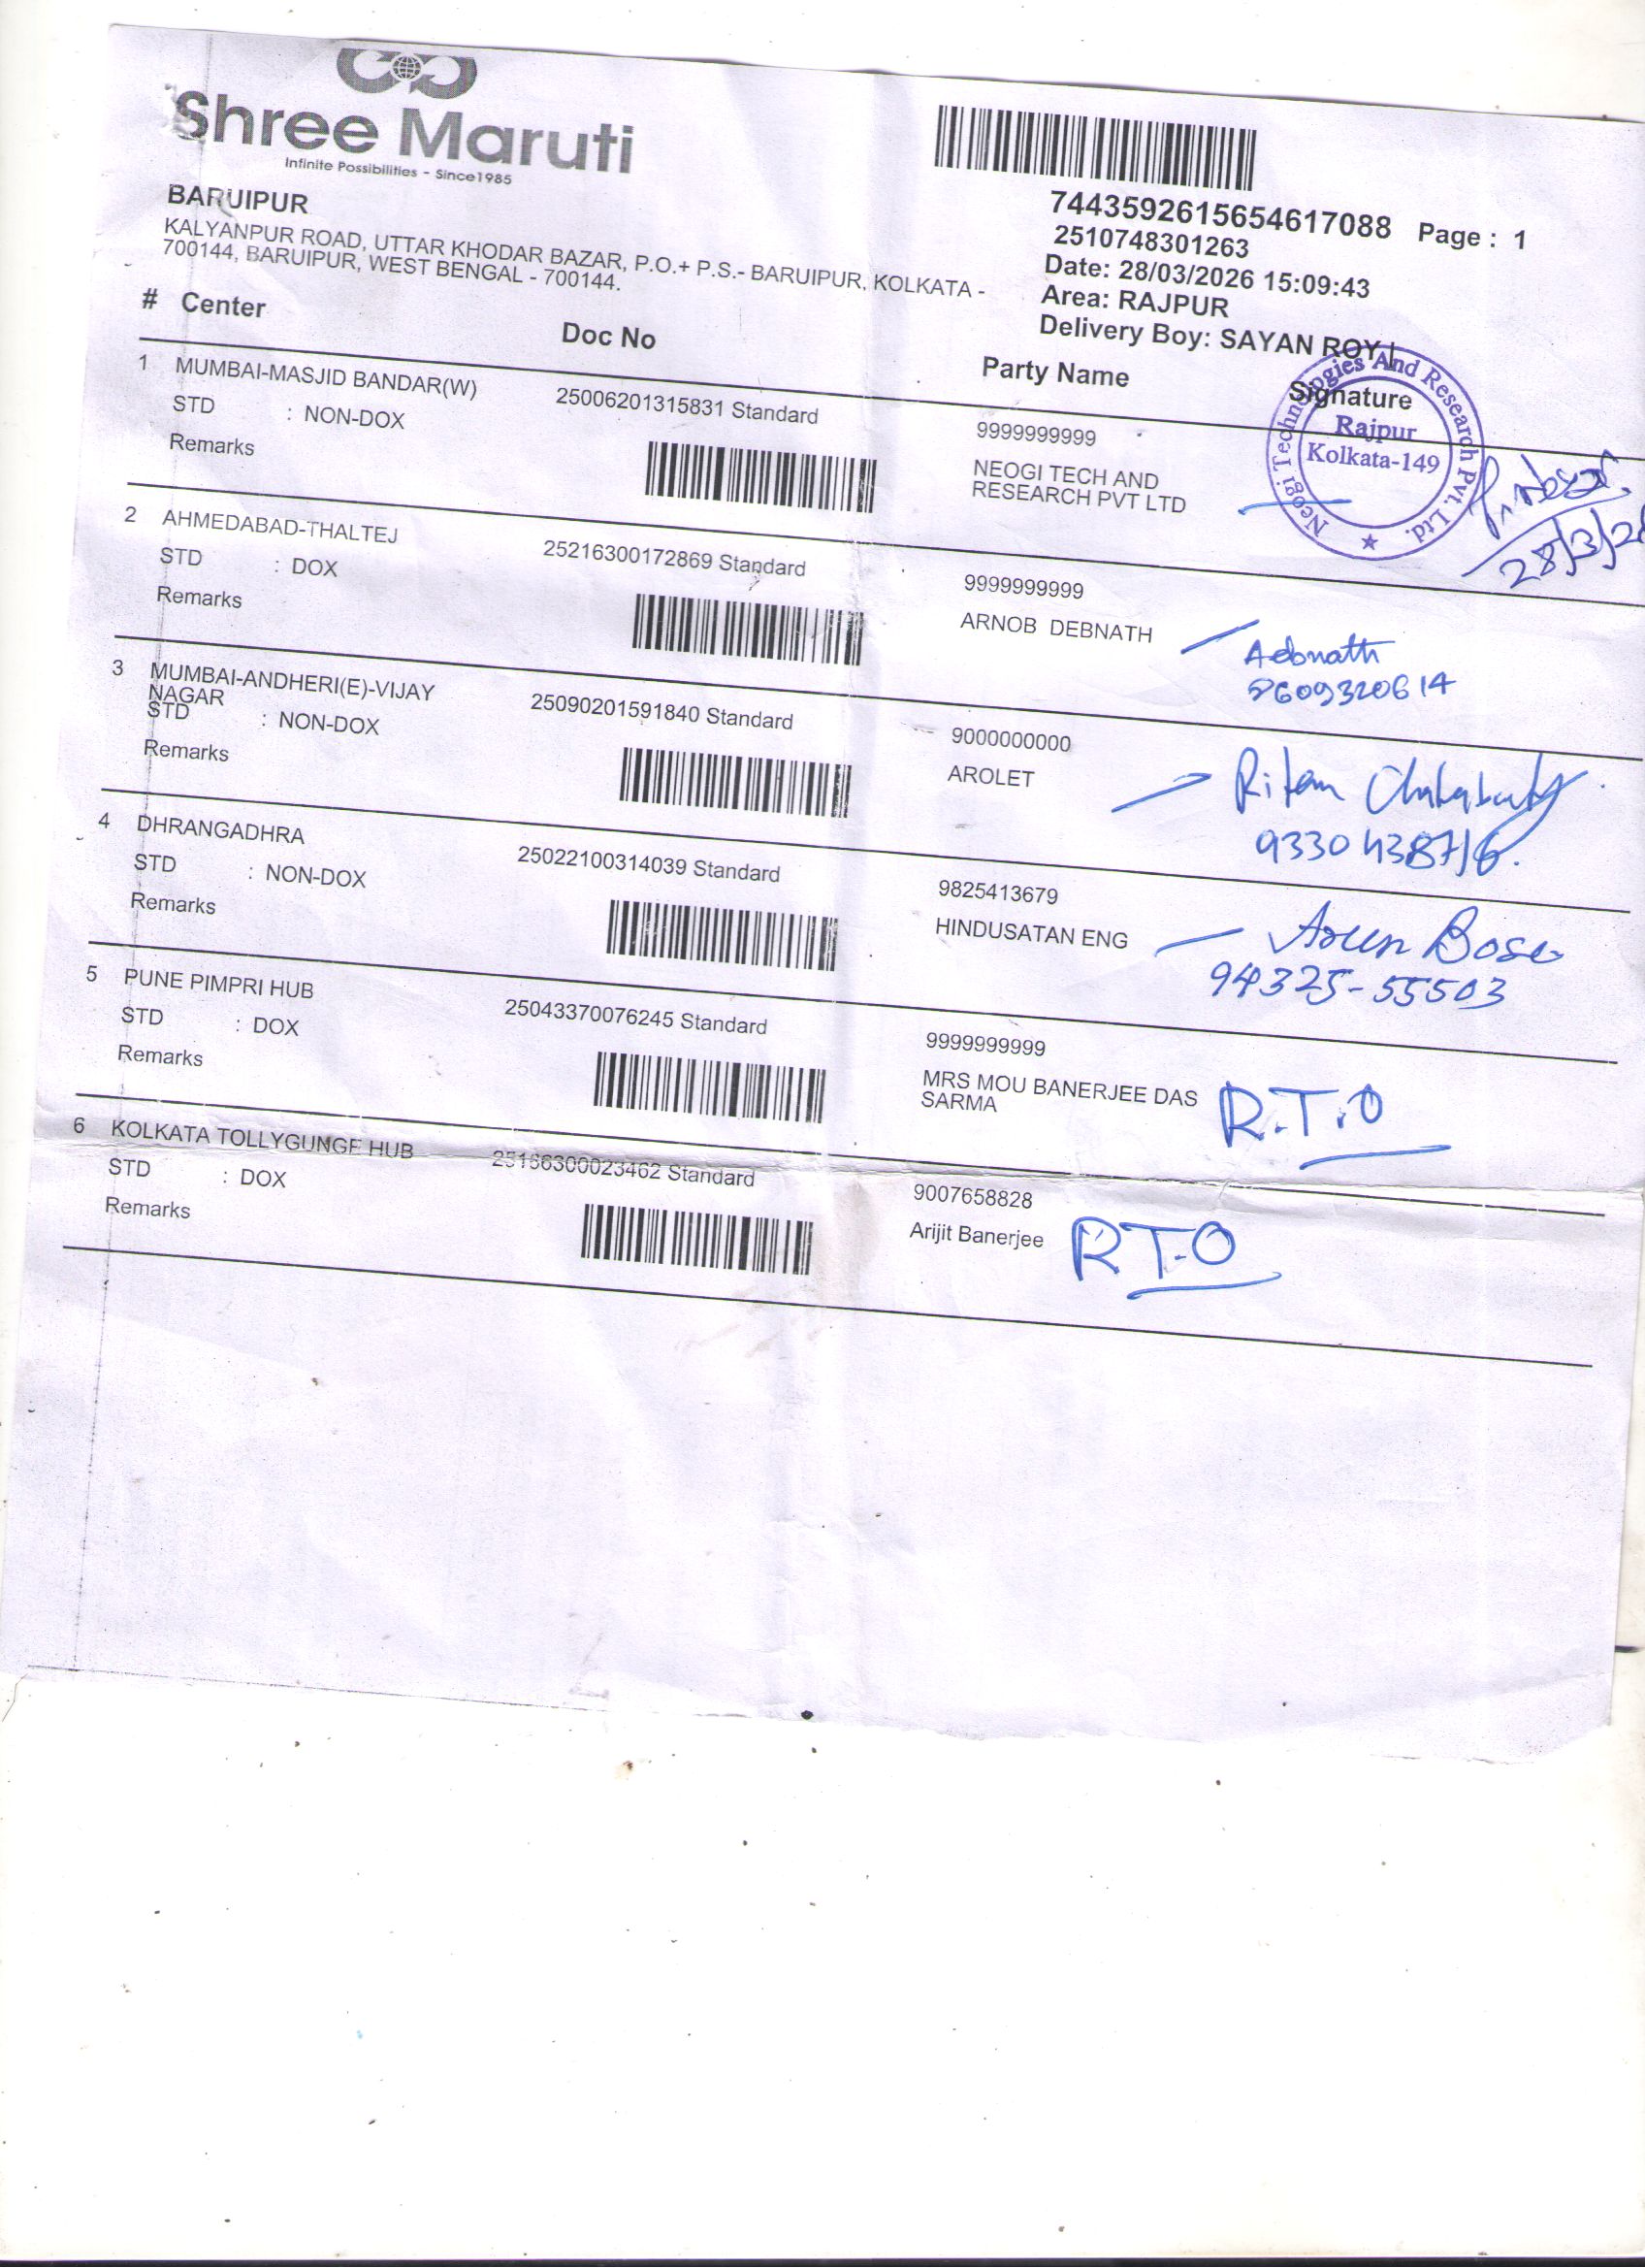 Shree Maruti
Infinite Possibilities - Since1985
BARUIPUR
KALYANPUR ROAD, UTTAR KHODAR BAZAR, P.O.+ P.S.- BARUIPUR, KOLKATA -
700144, BARUIPUR, WEST BENGAL - 700144.
7443592615654617088 Page : 1
2510748301263
Date: 28/03/2026 15:09:43
Area: RAJPUR
Delivery Boy: SAYAN ROY |
# Center Doc No Party Name Signature
Neogi Technologies And Research Pvt. Ltd.
Rajpur
Kolkata-149
1 MUMBAI-MASJID BANDAR(W) 25006201315831 Standard 9999999999
STD : NON-DOX NEOGI TECH AND
RESEARCH PVT LTD
Remarks
28/3/26
2 AHMEDABAD-THALTEJ 25216300172869 Standard 9999999999
STD : DOX ARNOB DEBNATH
Remarks
Adbnath
8609320614
3 MUMBAI-ANDHERI(E)-VIJAY
NAGAR 25090201591840 Standard 9000000000
STD : NON-DOX AROLET
Remarks
Ritam Chakraborty
9330438716.
4 DHRANGADHRA 25022100314039 Standard 9825413679
STD : NON-DOX HINDUSATAN ENG
Remarks
Arun Bose
94325-55503
5 PUNE PIMPRI HUB 25043370076245 Standard 9999999999
STD : DOX MRS MOU BANERJEE DAS
SARMA
Remarks
R.T.O
6 KOLKATA TOLLYGUNGE HUB 25166300023462 Standard 9007658828
STD : DOX Arijit Banerjee
Remarks
RT.O